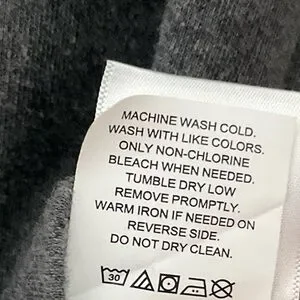 MACHINE WASH COLD.
WASH WITH LIKE COLORS.
ONLY NON-CHLORINE
BLEACH WHEN NEEDED.
TUMBLE DRY LOW
REMOVE PROMPTLY.
WARM IRON IF NEEDED ON
REVERSE SIDE.
DO NOT DRY CLEAN.
30